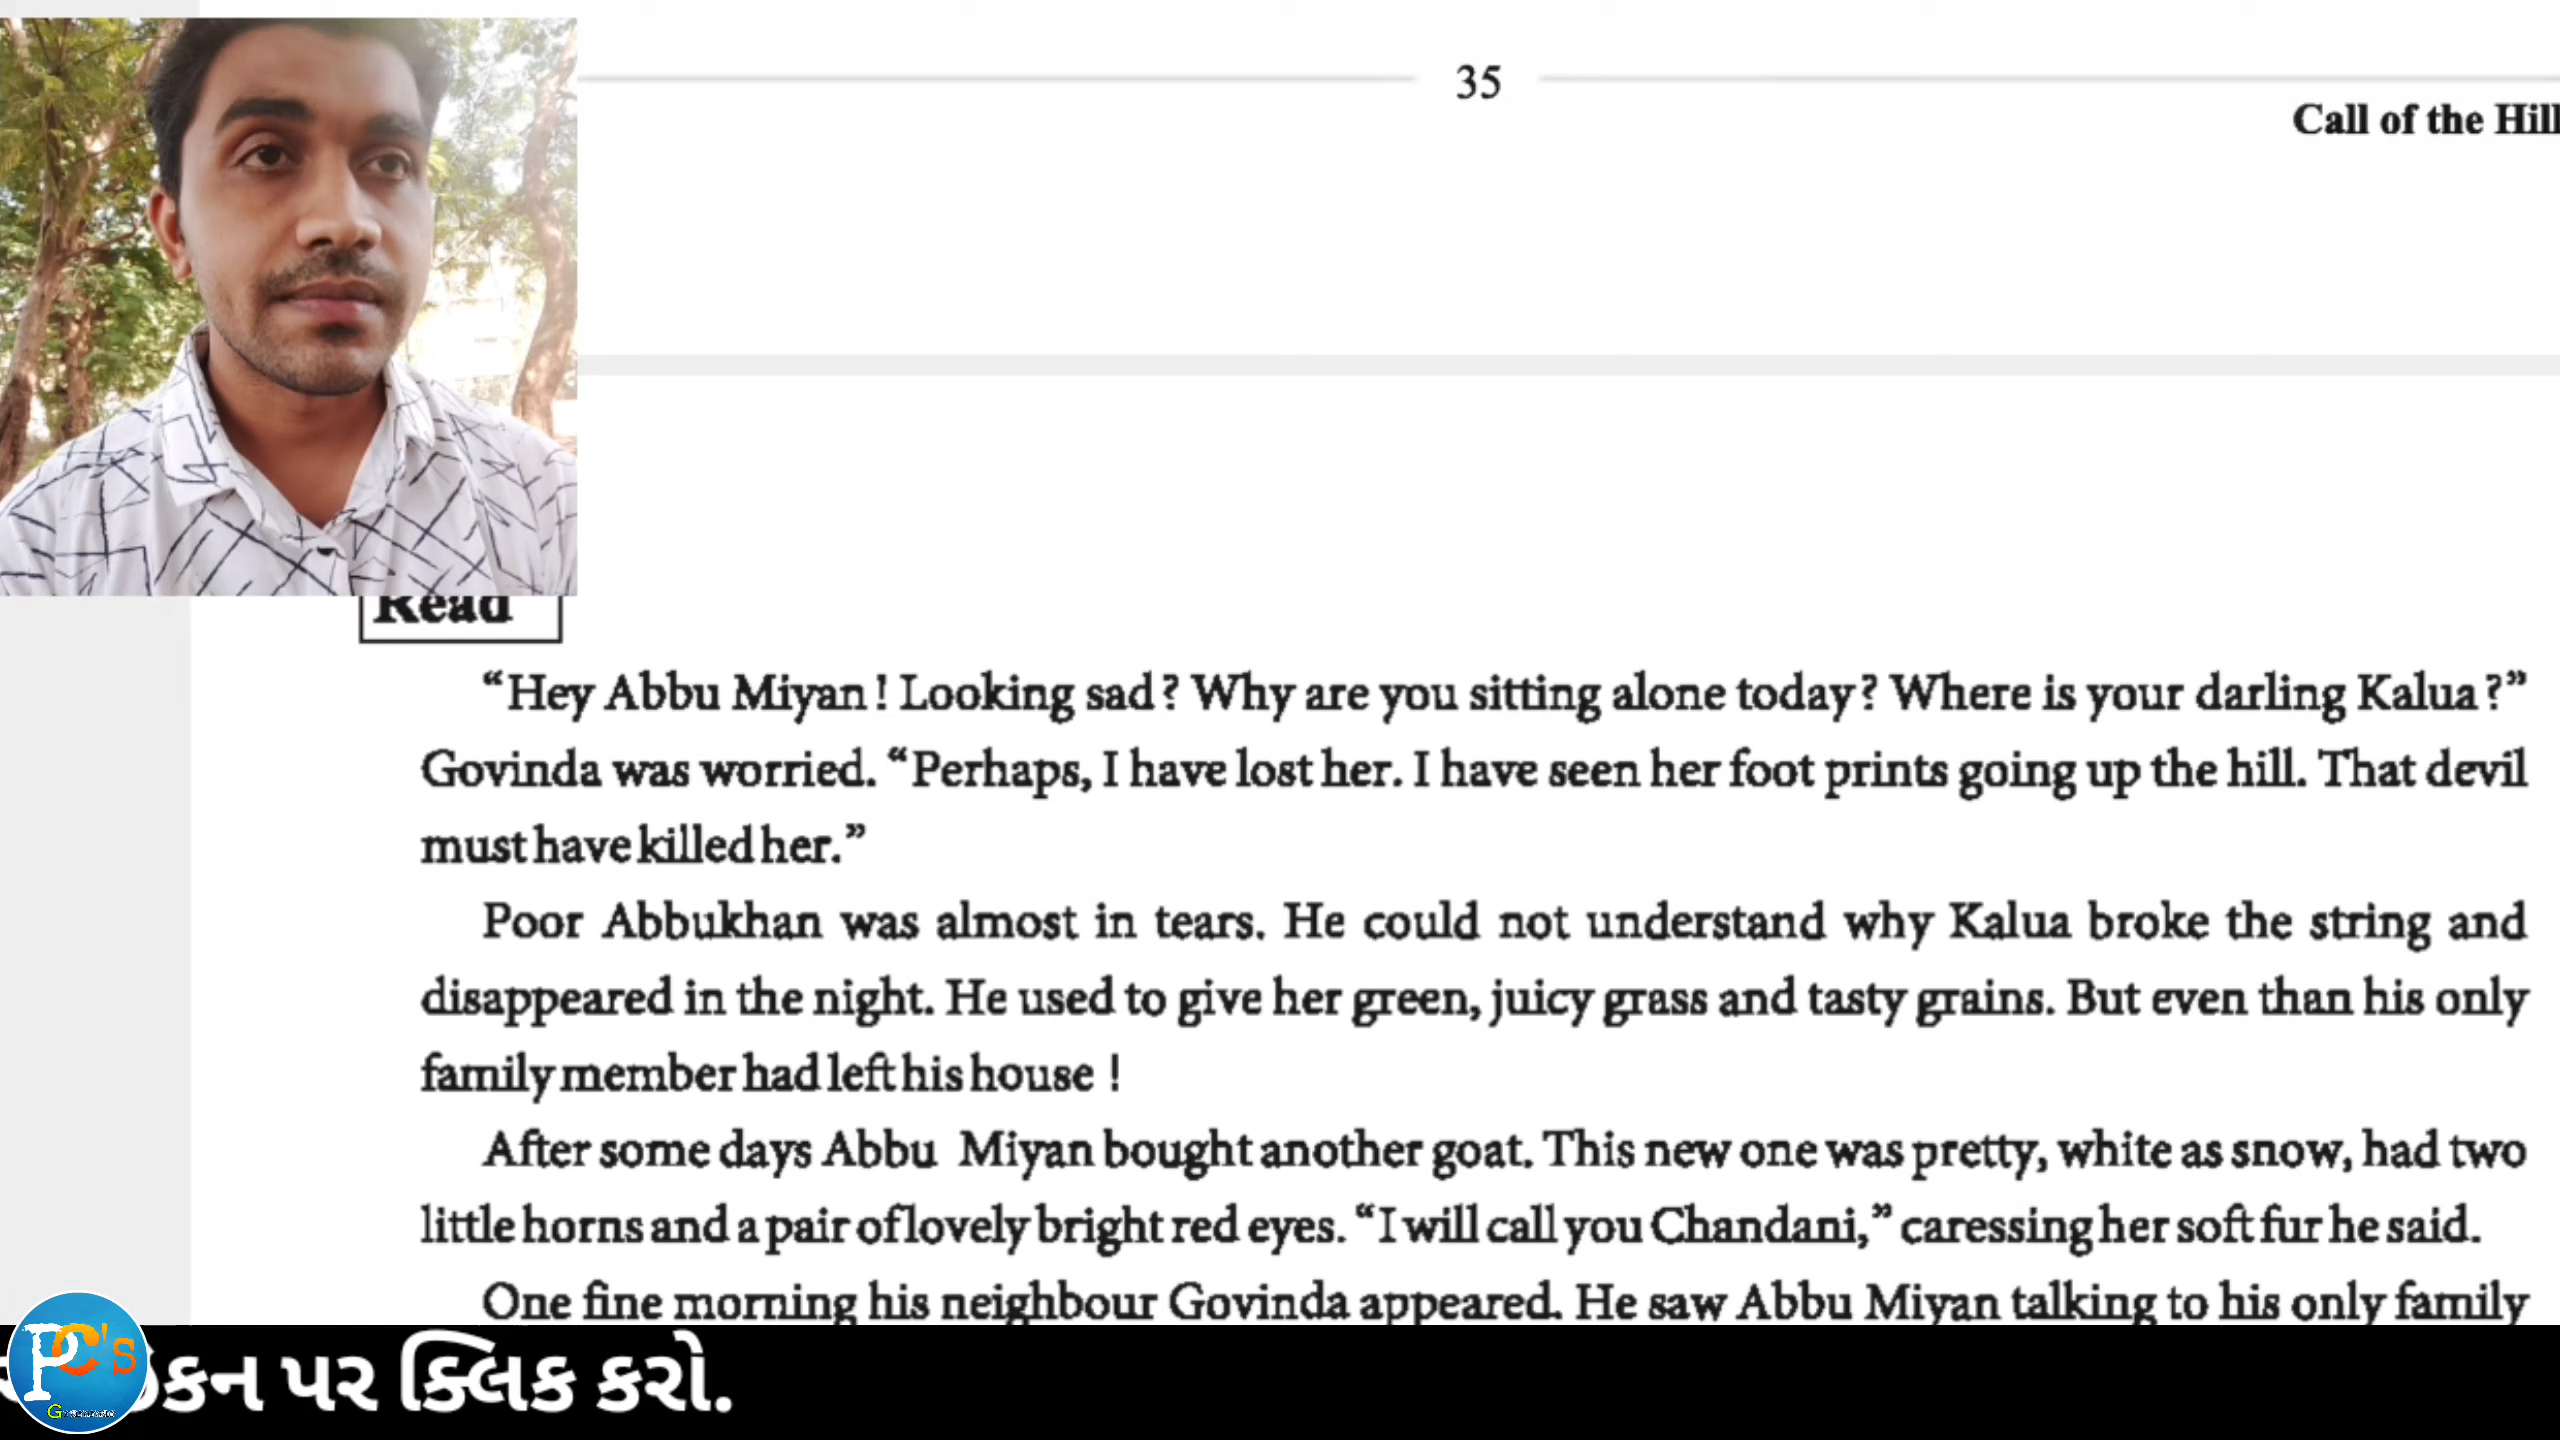 35
Call of the Hill
Read
“Hey Abbu Miyan ! Looking sad ? Why are you sitting alone today ? Where is your darling Kalua ?”
Govinda was worried. “Perhaps, I have lost her. I have seen her foot prints going up the hill. That devil
must have killed her.”
Poor Abbukhan was almost in tears. He could not understand why Kalua broke the string and
disappeared in the night. He used to give her green, juicy grass and tasty grains. But even than his only
family member had left his house !
After some days Abbu Miyan bought another goat. This new one was pretty, white as snow, had two
little horns and a pair of lovely bright red eyes. “I will call you Chandani,” caressing her soft fur he said.
One fine morning his neighbour Govinda appeared. He saw Abbu Miyan talking to his only family
પર ક્લિક કરો.
PC's